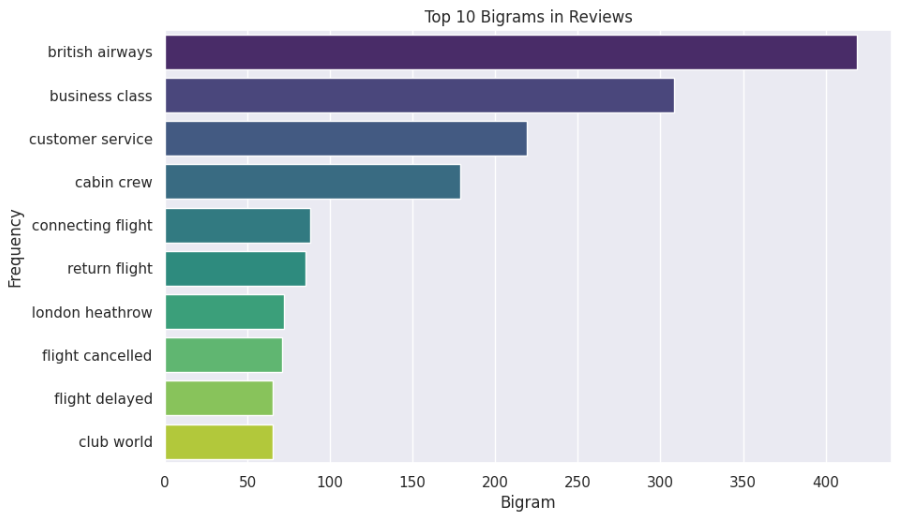 Top 10 Bigrams in Reviews
Frequency
british airways
business class
customer service
cabin crew
connecting flight
return flight
london heathrow
flight cancelled
flight delayed
club world
0 50 100 150 200 250 300 350 400
Bigram